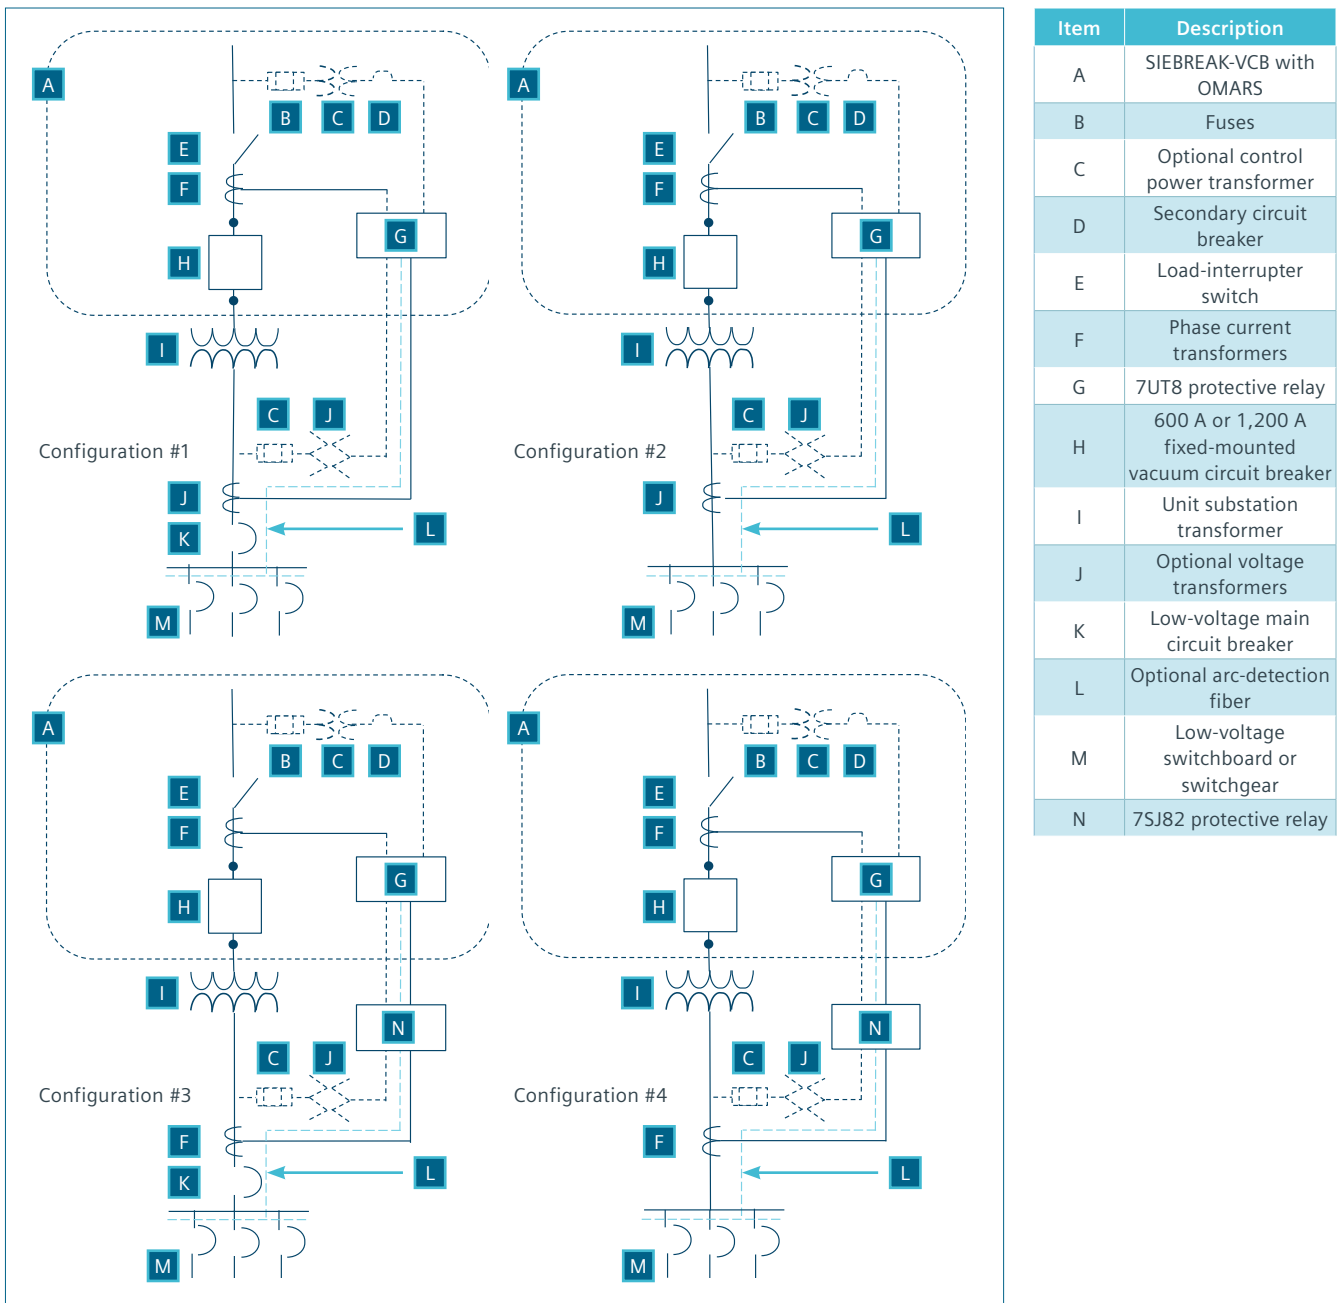 A
B
C
D
E
F
G
H
I
C
J
Configuration #1
J
L
K
M
A
B
C
D
E
F
G
H
I
C
J
Configuration #2
J
L
M
A
B
C
D
E
F
G
H
I
N
C
J
Configuration #3
F
L
K
M
A
B
C
D
E
F
G
H
I
N
C
J
Configuration #4
F
L
M
Item Description
A SIEBREAK-VCB with
OMARS
B Fuses
C Optional control
power transformer
D Secondary circuit
breaker
E Load-interrupter
switch
F Phase current
transformers
G 7UT8 protective relay
H 600 A or 1,200 A
fixed-mounted
vacuum circuit breaker
I Unit substation
transformer
J Optional voltage
transformers
K Low-voltage main
circuit breaker
L Optional arc-detection
fiber
M Low-voltage
switchboard or
switchgear
N 7SJ82 protective relay